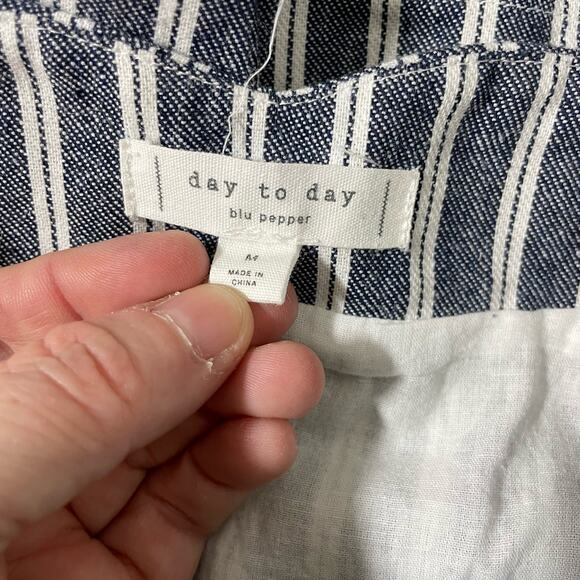 day to day
blu pepper
M
MADE IN
CHINA